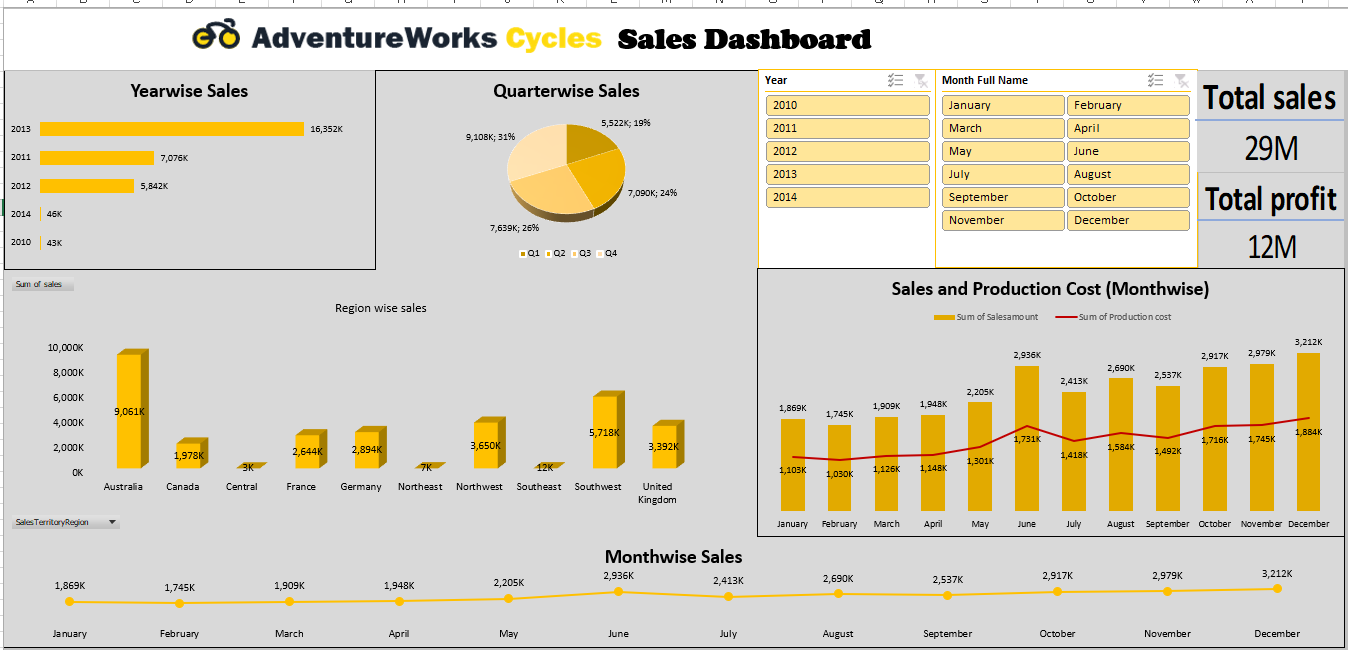 AdventureWorks Cycles Sales Dashboard
Yearwise Sales
2013 16,352K
2011 7,076K
2012 5,842K
2014 46K
2010 43K
Quarterwise Sales
9,108K; 31%
5,522K; 19%
7,090K; 24%
7,639K; 26%
Q1 Q2 Q3 Q4
Year
2010
2011
2012
2013
2014
Month Full Name
January February
March April
May June
July August
September October
November December
Total sales
29M
Total profit
12M
Sum of sales
Region wise sales
10,000K
8,000K
6,000K
4,000K
2,000K
0K
9,061K
1,978K
3K
2,644K
2,894K
7K
3,650K
12K
5,718K
3,392K
Australia Canada Central France Germany Northeast Northwest Southeast Southwest United
Kingdom
SalesTerritoryRegion
Sales and Production Cost (Monthwise)
Sum of Salesamount Sum of Production cost
1,869K 1,745K 1,909K 1,948K 2,205K 2,936K 2,413K 2,690K 2,537K 2,917K 2,979K 3,212K
1,103K 1,030K 1,126K 1,148K 1,301K 1,731K 1,418K 1,584K 1,492K 1,716K 1,745K 1,884K
January February March April May June July August September October November December
Monthwise Sales
1,869K 1,745K 1,909K 1,948K 2,205K 2,936K 2,413K 2,690K 2,537K 2,917K 2,979K 3,212K
January February March April May June July August September October November December